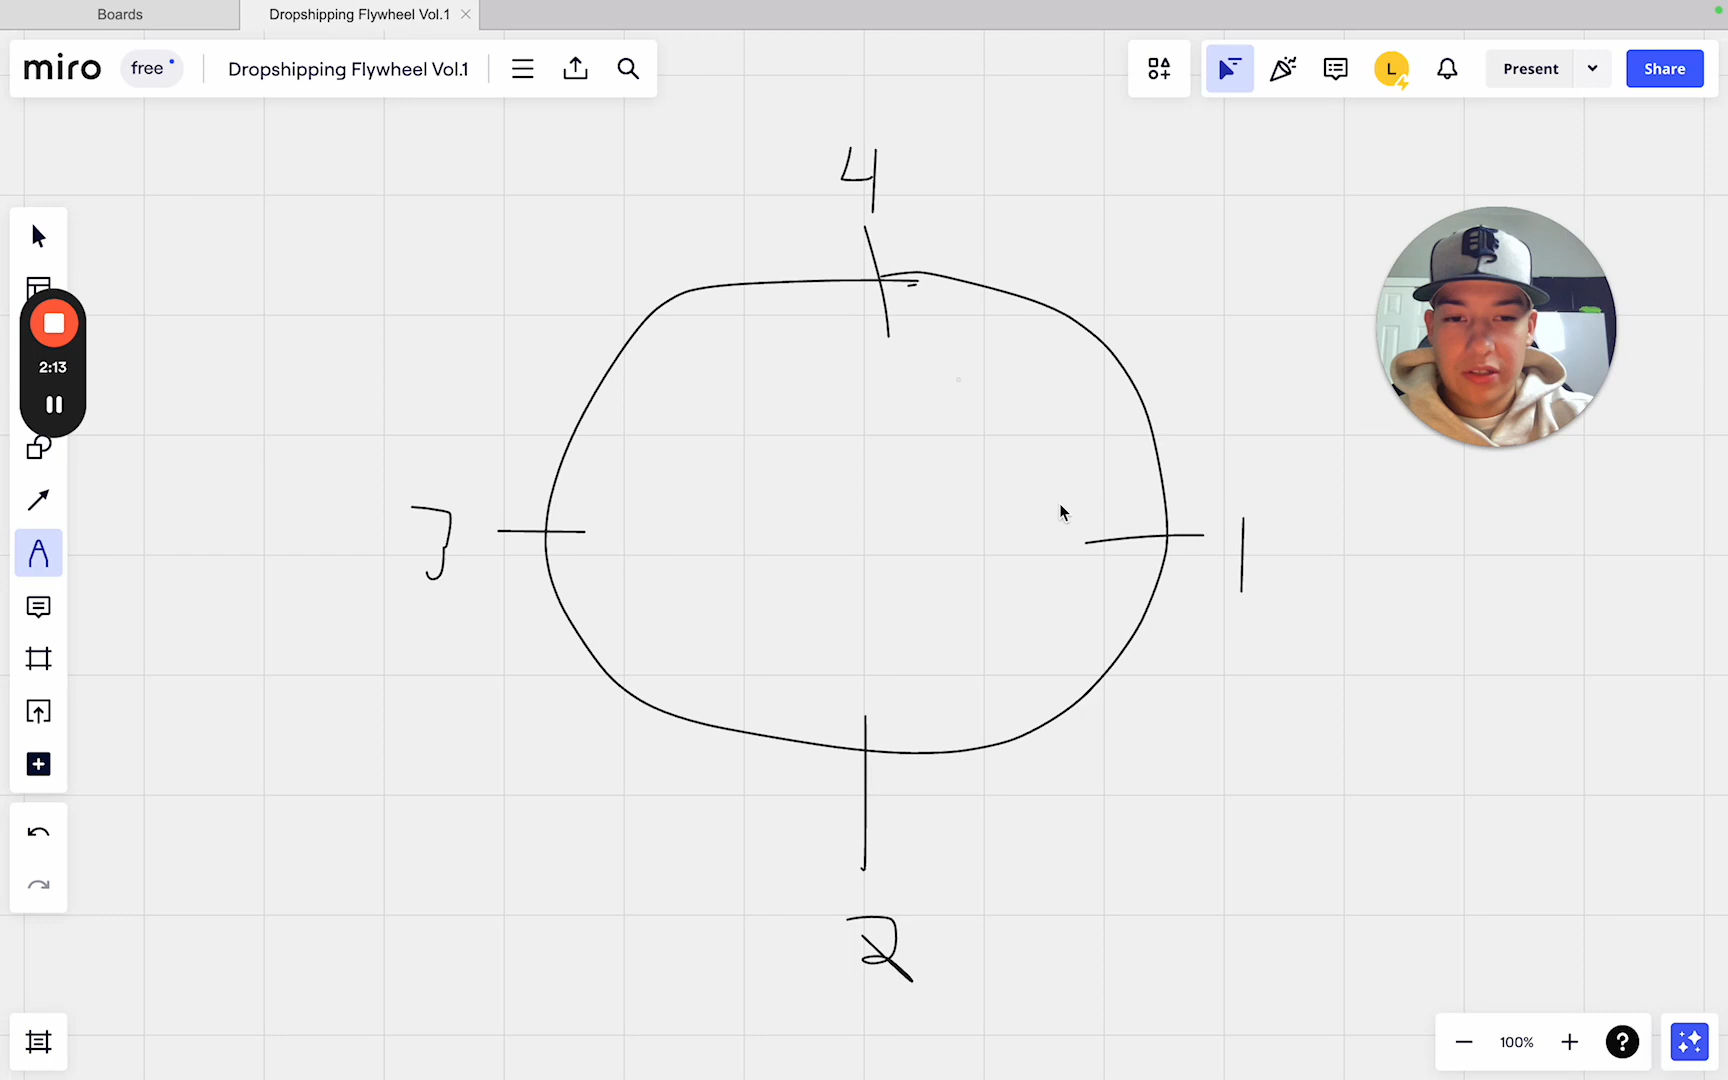 Boards
Dropshipping Flywheel Vol.1
miro
free
Dropshipping Flywheel Vol.1
L
Present
Share
4
2:13
3
1
2
100%
?